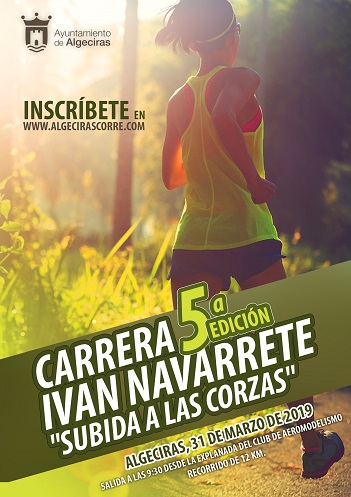 Ayuntamiento
de Algeciras
INSCRÍBETE EN
WWW.ALGECIRASCORRE.COM
5ª
EDICIÓN
CARRERA
IVAN NAVARRETE
"SUBIDA A LAS CORZAS"
ALGECIRAS, 31 DE MARZO DE 2019
SALIDA A LAS 9:30 DESDE LA EXPLANADA DEL CLUB DE AEROMODELISMO
RECORRIDO DE 12 KM.